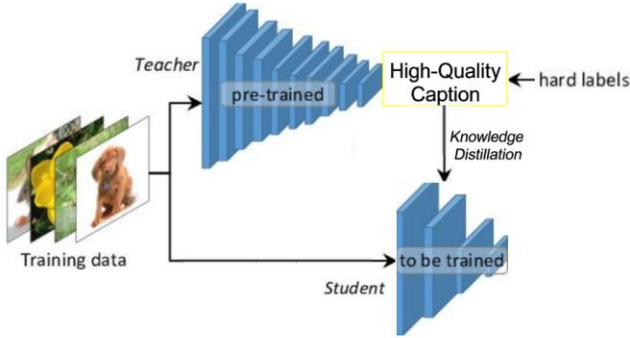 Teacher
pre-trained
High-Quality
Caption
hard labels
Knowledge
Distillation
Training data
to be trained
Student